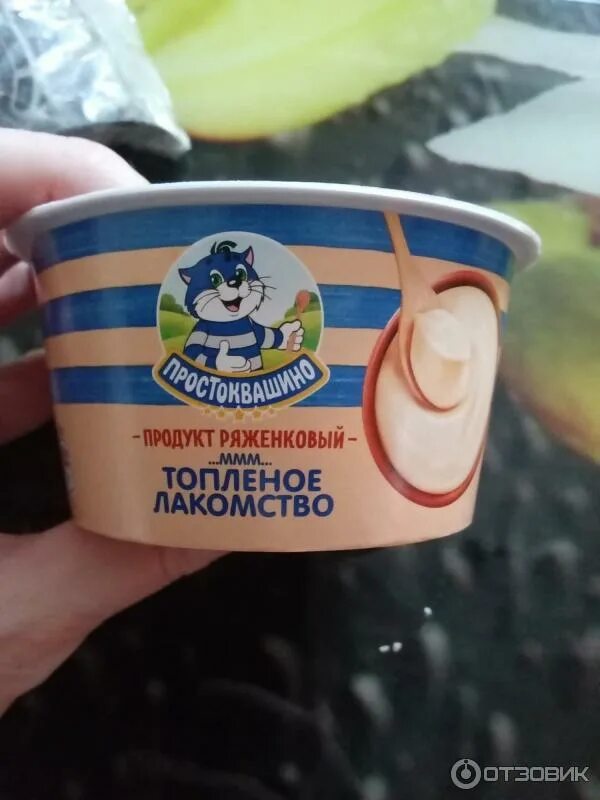 ПРОСТОКВАШИНО
-ПРОДУКТ РЯЖЕНКОВЫЙ-
...МММ...
ТОПЛЕНОЕ
ЛАКОМСТВО
ОТЗОВИК